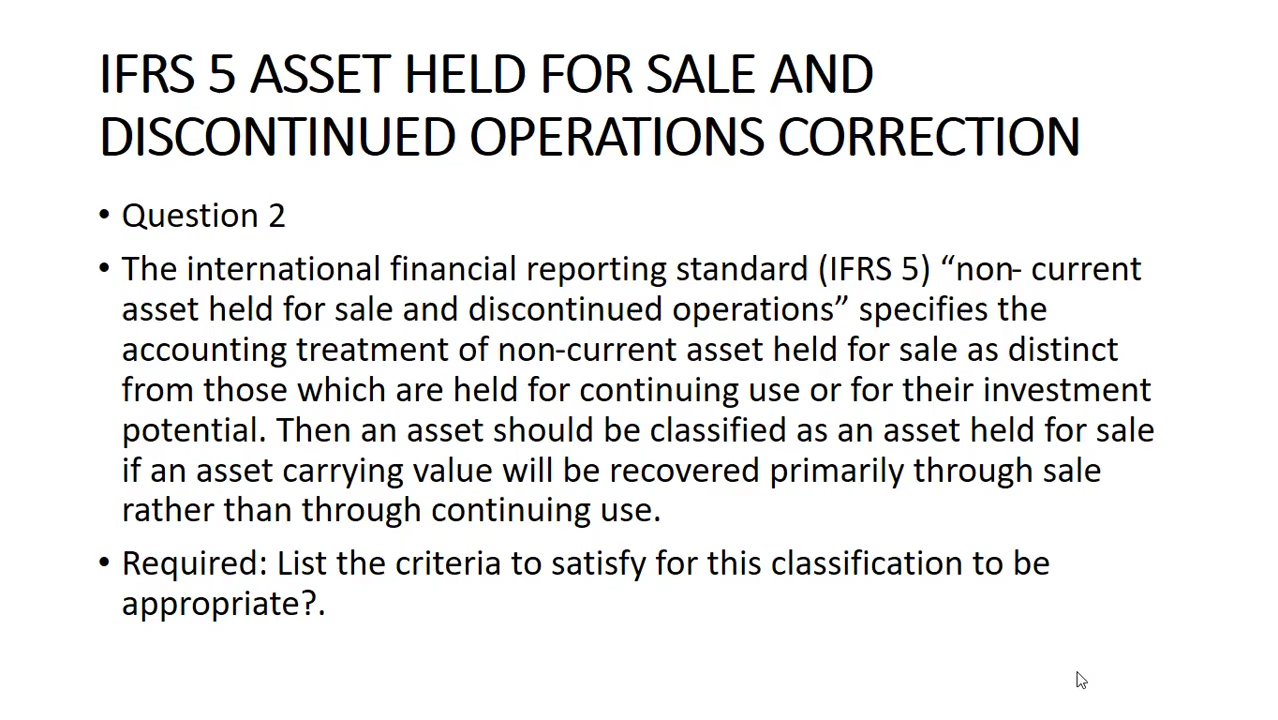 IFRS 5 ASSET HELD FOR SALE AND
DISCONTINUED OPERATIONS CORRECTION
• Question 2
• The international financial reporting standard (IFRS 5) “non- current
asset held for sale and discontinued operations” specifies the
accounting treatment of non-current asset held for sale as distinct
from those which are held for continuing use or for their investment
potential. Then an asset should be classified as an asset held for sale
if an asset carrying value will be recovered primarily through sale
rather than through continuing use.
• Required: List the criteria to satisfy for this classification to be
appropriate?.